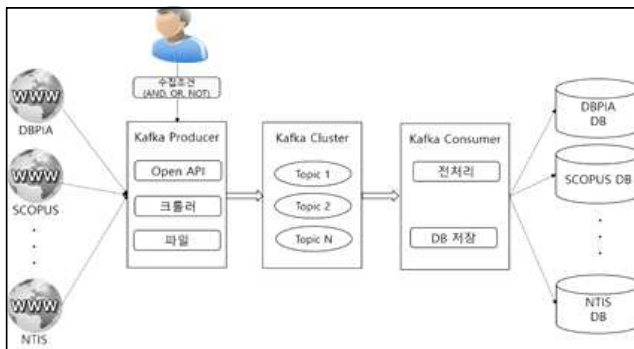 수집조건
(AND, OR, NOT)
WWW
DBPIA
WWW
SCOPUS
WWW
NTIS
Kafka Producer
Open API
크롤러
파일
Kafka Cluster
Topic 1
Topic 2
Topic N
Kafka Consumer
전처리
DB 저장
DBPIA
DB
SCOPUS DB
NTIS
DB